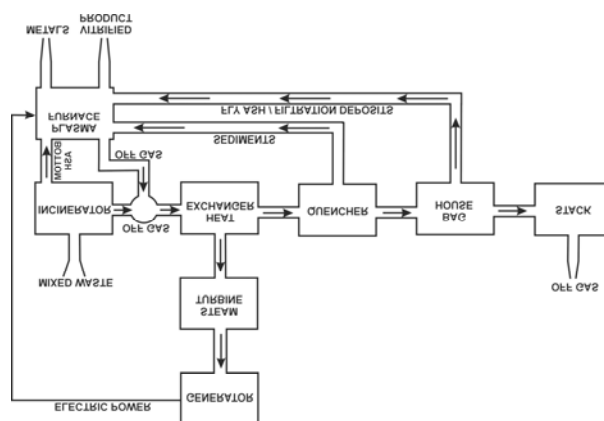 ELECTRIC POWER
GENERATOR
STEAM
TURBINE
MIXED WASTE
OFF GAS
INCINERATOR
OFF GAS
HEAT
EXCHANGER
QUENCHER
BAG
HOUSE
STACK
BOTTOM
ASH
OFF GAS
SEDIMENTS
PLASMA
FURNACE
FLY ASH / FILTRATION DEPOSITS
METALS
VITRIFIED
PRODUCT